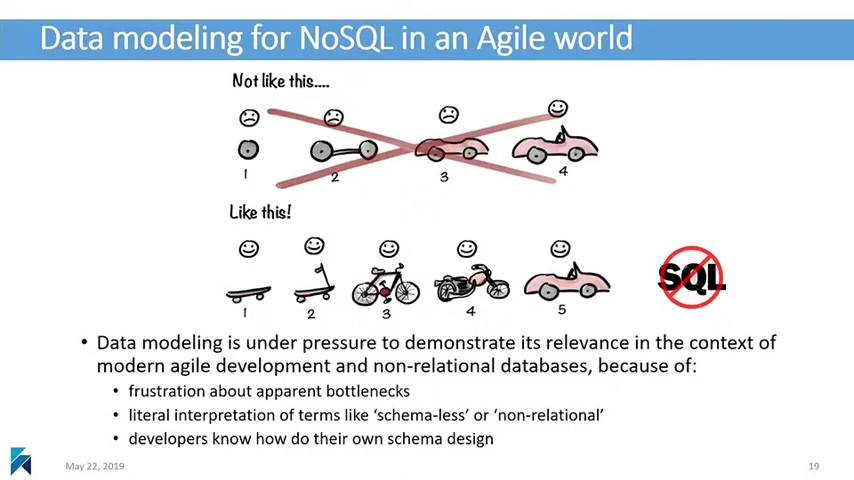 Data modeling for NoSQL in an Agile world
Not like this....
1
2
3
4
Like this!
1
2
3
4
5
SQL
• Data modeling is under pressure to demonstrate its relevance in the context of
modern agile development and non-relational databases, because of:
• frustration about apparent bottlenecks
• literal interpretation of terms like ‘schema-less’ or ‘non-relational’
• developers know how do their own schema design
May 22, 2019
19